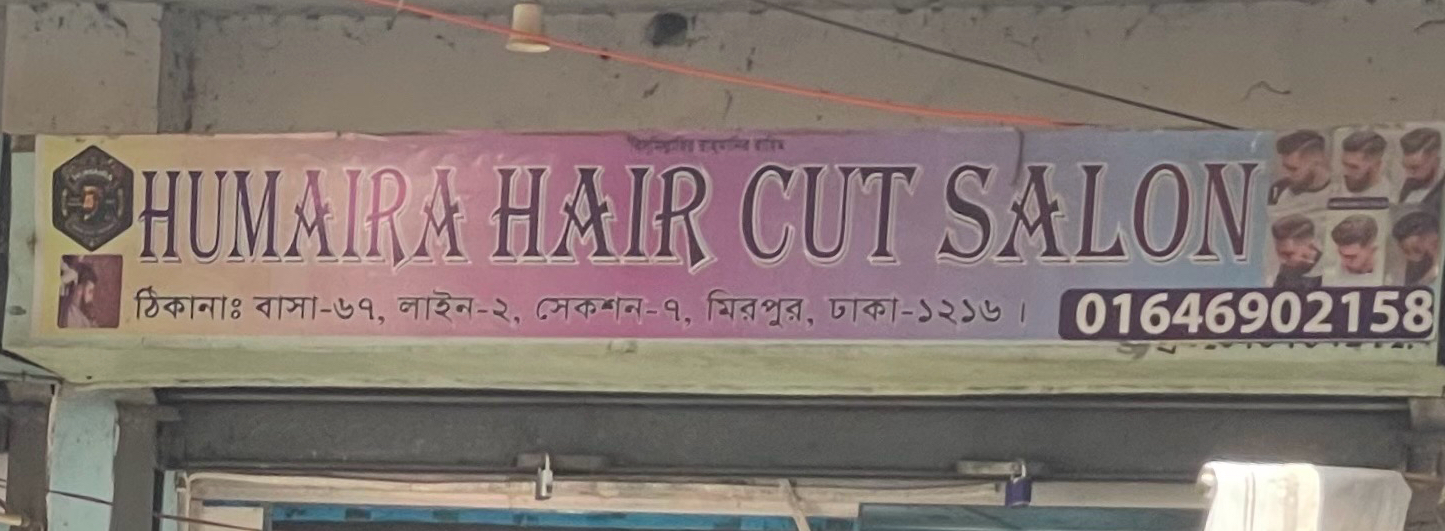 HUMAIRA HAIR CUT SALON
ঠিকানাঃ বাসা-৬৭, লাইন-২, সেকশন-৭, মিরপুর, ঢাকা-১২১৬।
01646902158